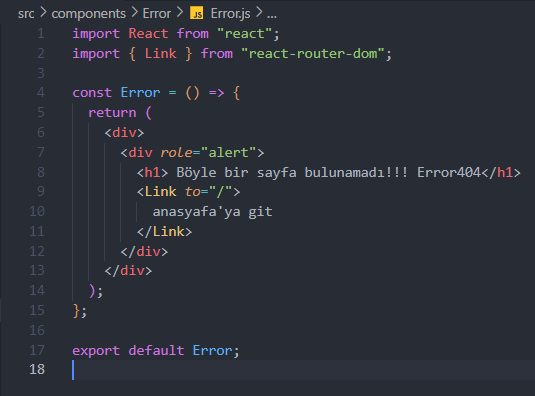 src > components > Error > JS Error.js > ...
1 import React from "react";
2 import { Link } from "react-router-dom";
3
4 const Error = () => {
5   return (
6     <div>
7       <div role="alert">
8         <h1> Böyle bir sayfa bulunamadı!!! Error404</h1>
9         <Link to="/">
10           anasyafa'ya git
11         </Link>
12       </div>
13     </div>
14   );
15 };
16
17 export default Error;
18